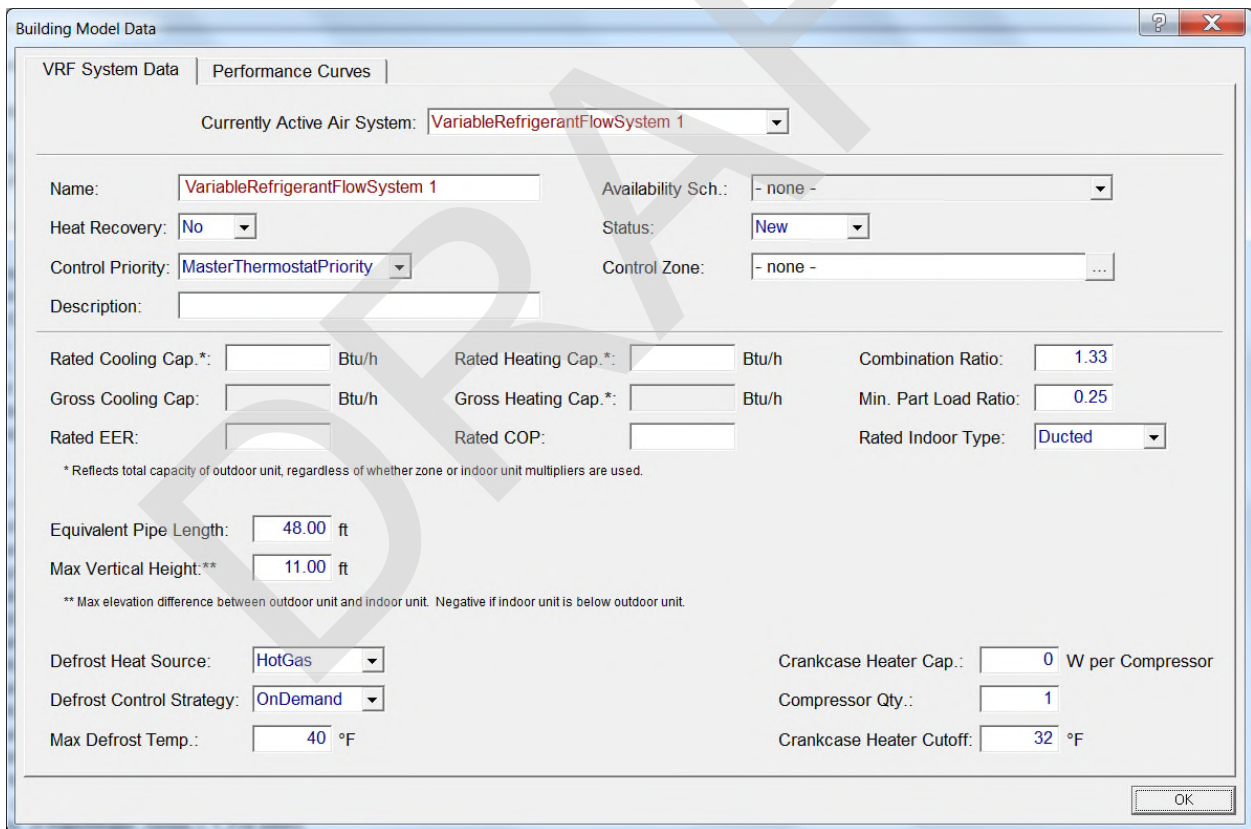 Building Model Data
?
X
VRF System Data Performance Curves
Currently Active Air System: VariableRefrigerantFlowSystem 1
Name: VariableRefrigerantFlowSystem 1 Availability Sch.: - none -
Heat Recovery: No Status: New
Control Priority: MasterThermostatPriority Control Zone: - none - ...
Description:
Rated Cooling Cap.*: Btu/h Rated Heating Cap.*: Btu/h Combination Ratio: 1.33
Gross Cooling Cap: Btu/h Gross Heating Cap.*: Btu/h Min. Part Load Ratio: 0.25
Rated EER: Rated COP: Rated Indoor Type: Ducted
* Reflects total capacity of outdoor unit, regardless of whether zone or indoor unit multipliers are used.
Equivalent Pipe Length: 48.00 ft
Max Vertical Height:** 11.00 ft
** Max elevation difference between outdoor unit and indoor unit. Negative if indoor unit is below outdoor unit.
Defrost Heat Source: HotGas Crankcase Heater Cap.: 0 W per Compressor
Defrost Control Strategy: OnDemand Compressor Qty.: 1
Max Defrost Temp.: 40 °F Crankcase Heater Cutoff: 32 °F
OK
DRAF